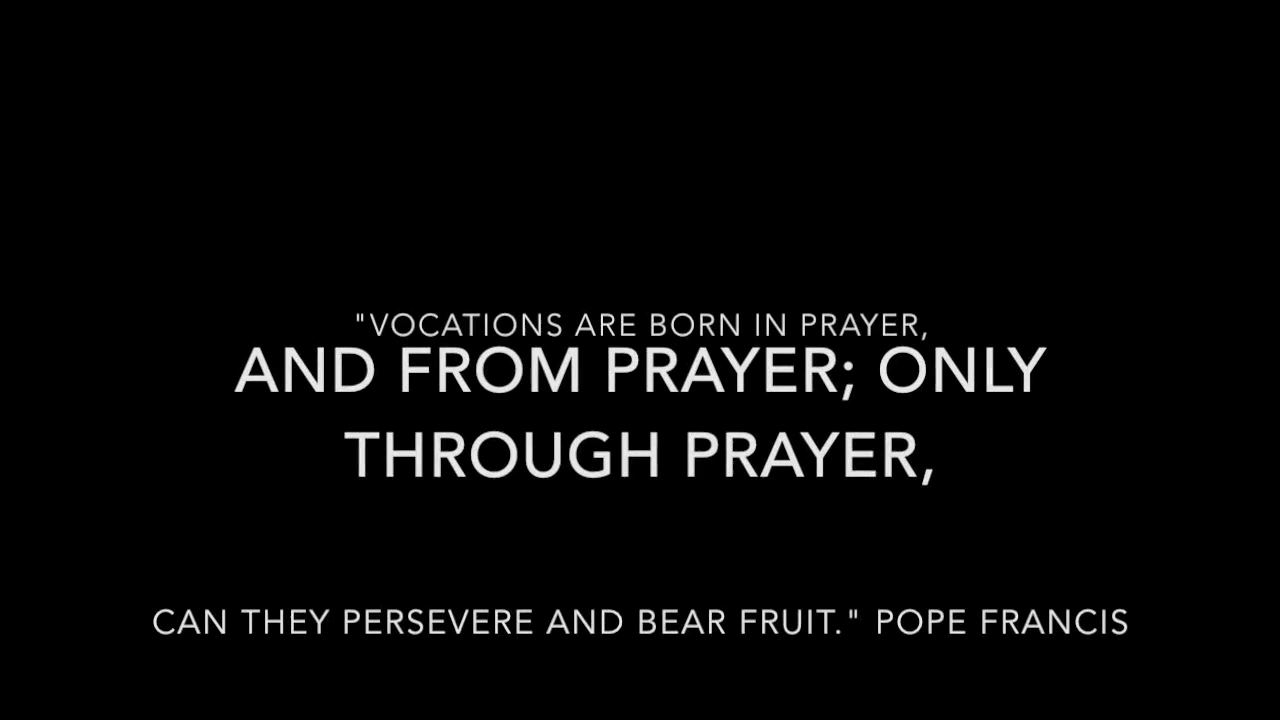 "VOCATIONS ARE BORN IN PRAYER,
AND FROM PRAYER; ONLY
THROUGH PRAYER,
CAN THEY PERSEVERE AND BEAR FRUIT." POPE FRANCIS